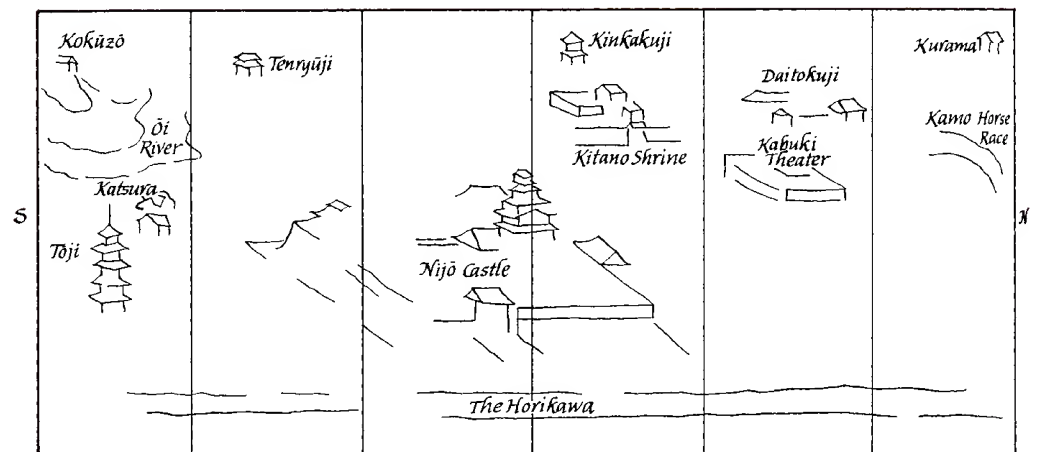 Kokūzō
Tenryūji
Kinkakuji
Kurama
Daitokuji
Ōi
River
Kitano Shrine
Kabuki
Theater
Kamo Horse
Race
Katsura
S
N
Tōji
Nijō Castle
The Horikawa